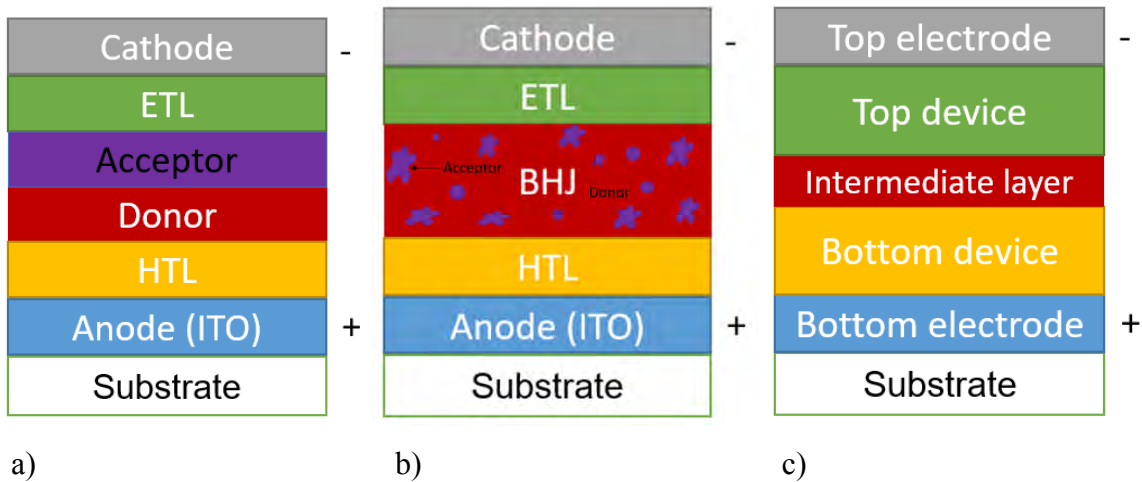 Cathode -
ETL
Acceptor
Donor
HTL
Anode (ITO) +
Substrate
a)
Cathode -
ETL
Acceptor
BHJ
Donor
HTL
Anode (ITO) +
Substrate
b)
Top electrode -
Top device
Intermediate layer
Bottom device
Bottom electrode +
Substrate
c)